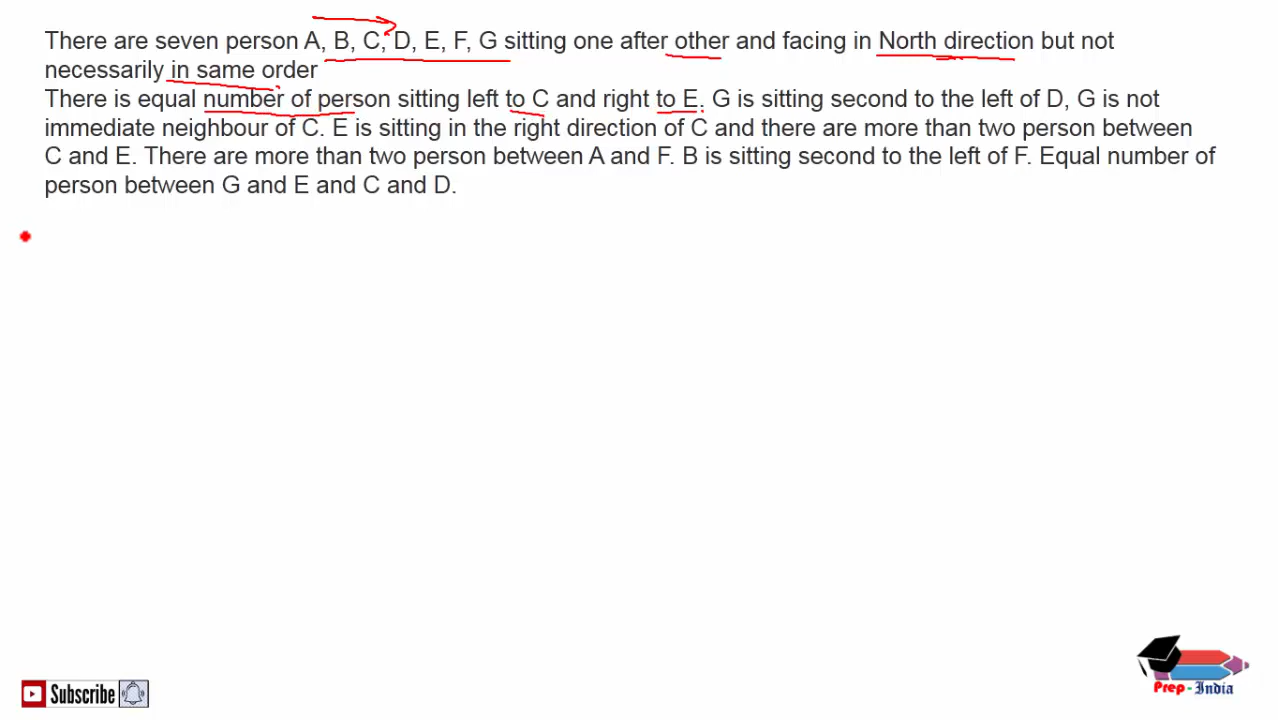 There are seven person A, B, C, D, E, F, G sitting one after other and facing in North direction but not
necessarily in same order
There is equal number of person sitting left to C and right to E. G is sitting second to the left of D, G is not
immediate neighbour of C. E is sitting in the right direction of C and there are more than two person between
C and E. There are more than two person between A and F. B is sitting second to the left of F. Equal number of
person between G and E and C and D.
Subscribe
Prep-India